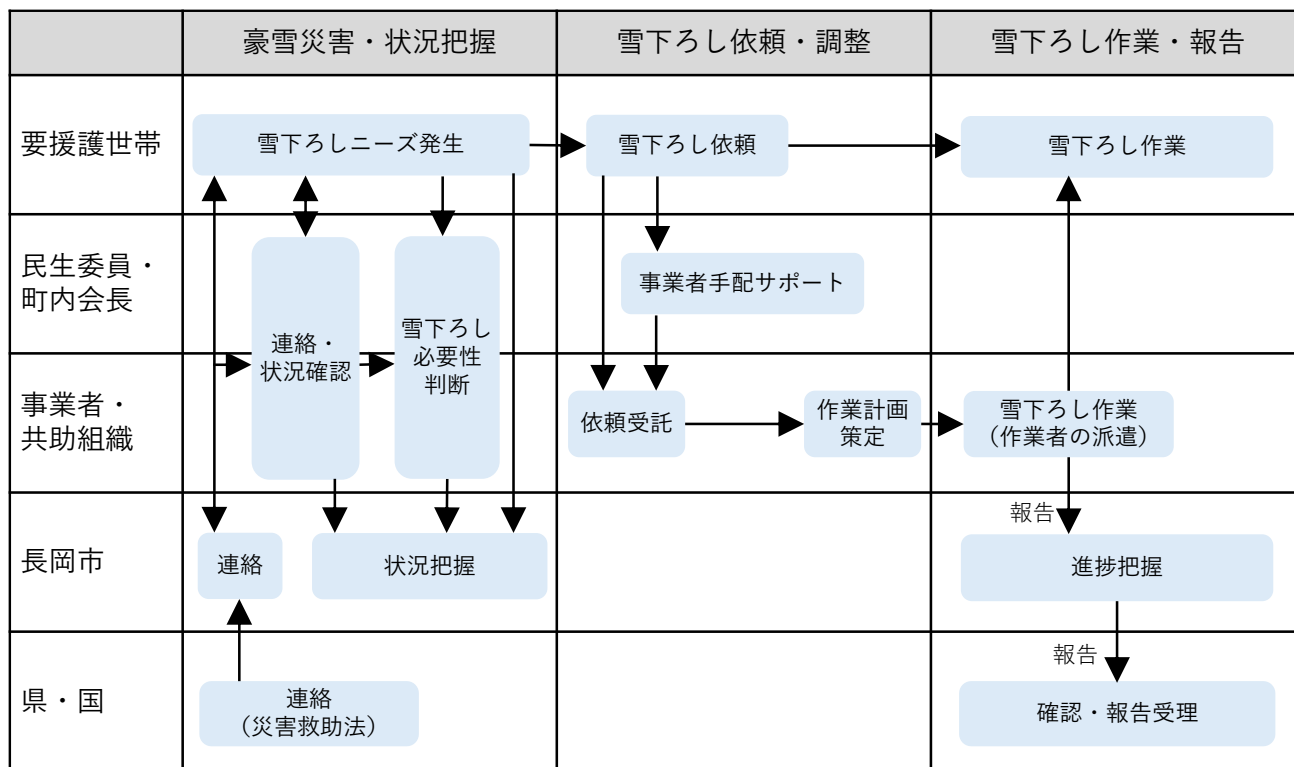 豪雪災害・状況把握
雪下ろし依頼・調整
雪下ろし作業・報告
要援護世帯
雪下ろしニーズ発生
雪下ろし依頼
雪下ろし作業
民生委員・
町内会長
連絡・
状況確認
雪下ろし
必要性
判断
事業者手配サポート
事業者・
共助組織
依頼受託
作業計画
策定
雪下ろし作業
（作業者の派遣）
長岡市
連絡
状況把握
報告
進捗把握
県・国
連絡
（災害救助法）
報告
確認・報告受理